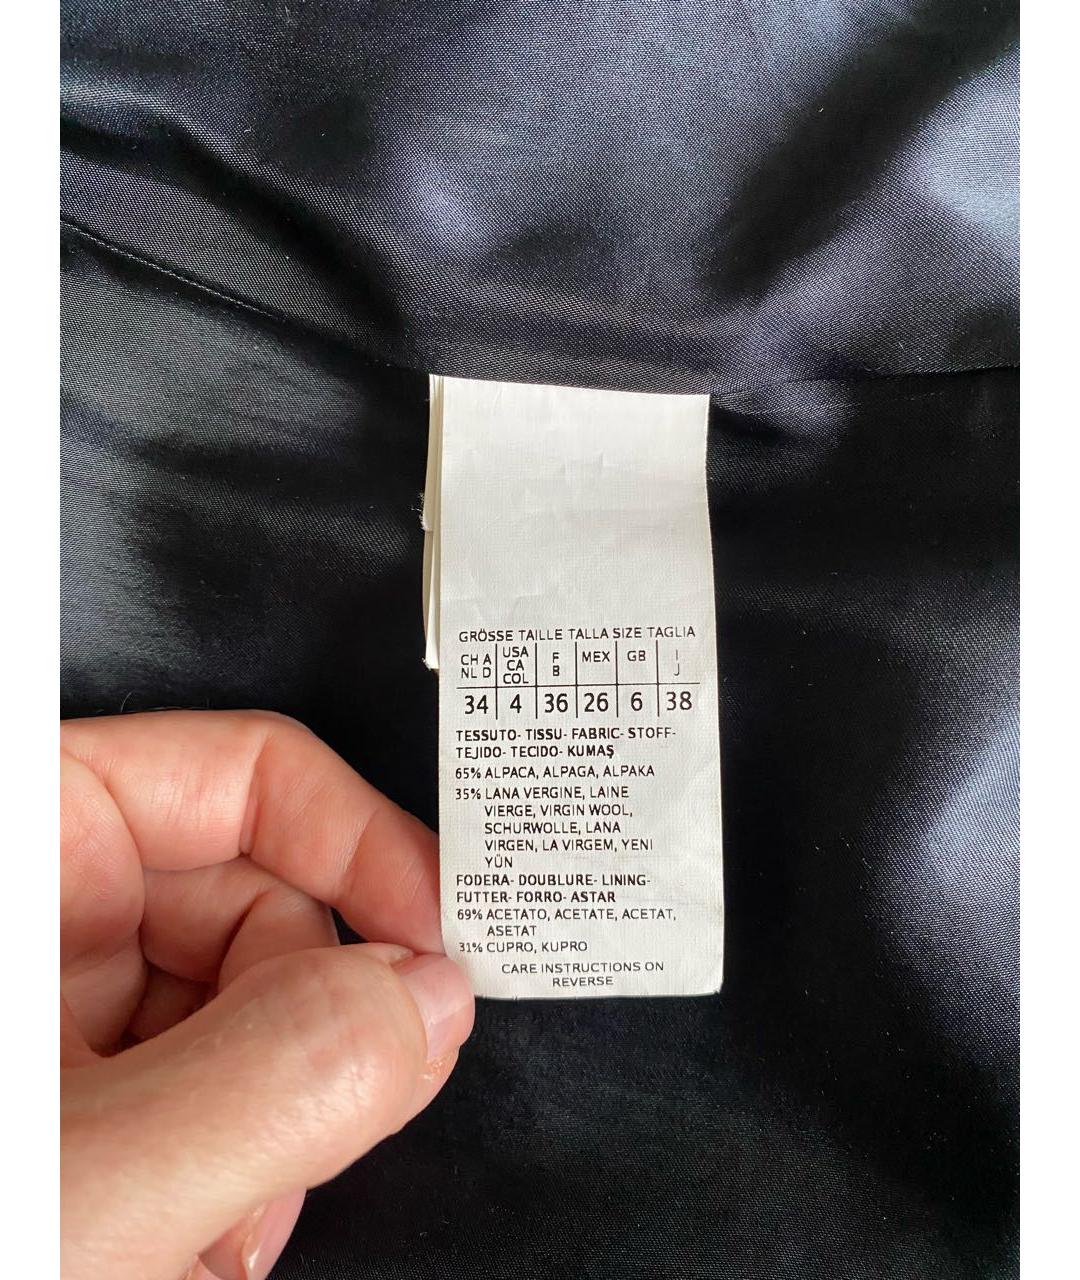 GRÖSSE TAILLE TALLA SIZE TAGLIA
CH A NL D | USA CA COL | F B | MEX | GB | I J
34 | 4 | 36 | 26 | 6 | 38
TESSUTO- TISSU- FABRIC- STOFF-
TEJIDO- TECIDO- KUMAŞ
65% ALPACA, ALPAGA, ALPAKA
35% LANA VERGINE, LAINE
VIERGE, VIRGIN WOOL,
SCHURWOLLE, LANA
VIRGEN, LA VIRGEM, YENI
YÜN
FODERA- DOUBLURE- LINING-
FUTTER- FORRO- ASTAR
69% ACETATO, ACETATE, ACETAT,
ASETAT
31% CUPRO, KUPRO
CARE INSTRUCTIONS ON
REVERSE